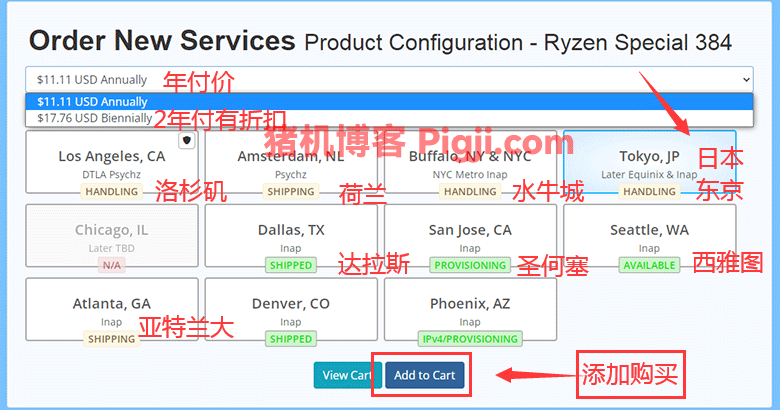 Order New Services Product Configuration - Ryzen Special 384
$11.11 USD Annually 年付价
$11.11 USD Annually
$17.76 USD Biennially 2年付有折扣
猪机博客 Pigji.com
Los Angeles, CA
DTLA Psychz
HANDLING
洛杉矶
Amsterdam, NL
Psychz
SHIPPING
荷兰
Buffalo, NY & NYC
NYC Metro Inap
HANDLING
水牛城
Tokyo, JP
Later Equinix & Inap
HANDLING
日本
东京
Chicago, IL
Later TBD
N/A
Dallas, TX
Inap
SHIPPED
达拉斯
San Jose, CA
Inap
PROVISIONING
圣何塞
Seattle, WA
Inap
AVAILABLE
西雅图
Atlanta, GA
Inap
SHIPPING
亚特兰大
Denver, CO
Inap
SHIPPED
Phoenix, AZ
Inap
IPv4/PROVISIONING
View Cart
Add to Cart
添加购买